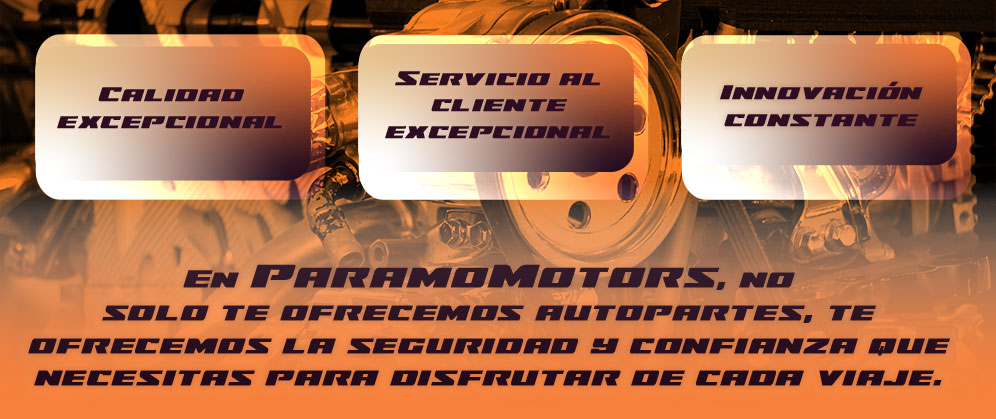 Calidad
excepcional
Servicio al
cliente
excepcional
Innovación
constante
En ParamoMotors, no
solo te ofrecemos autopartes, te
ofrecemos la seguridad y confianza que
necesitas para disfrutar de cada viaje.